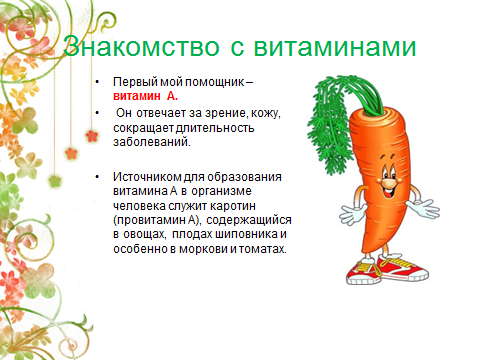 Знакомство с витаминами
• Первый мой помощник –
витамин А.
• Он отвечает за зрение, кожу,
сокращает длительность
заболеваний.
• Источником для образования
витамина А в организме
человека служит каротин
(провитамин А), содержащийся
в овощах, плодах шиповника и
особенно в моркови и томатах.